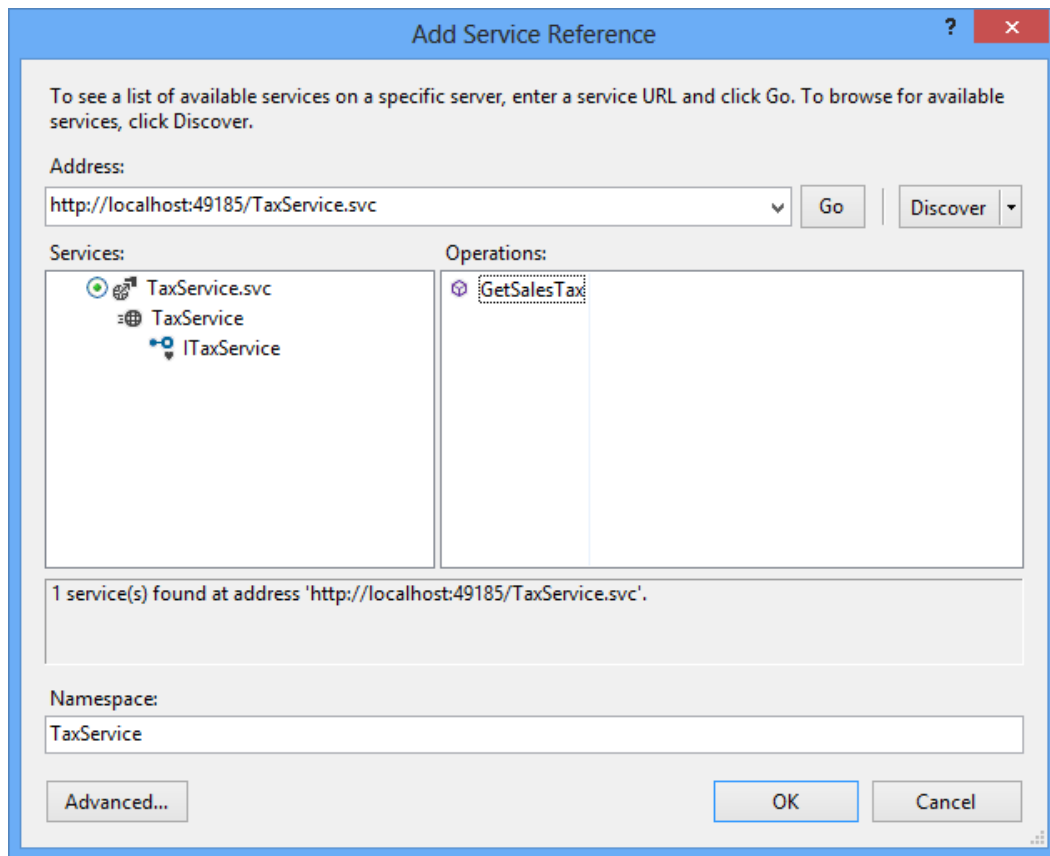 Add Service Reference
?
To see a list of available services on a specific server, enter a service URL and click Go. To browse for available
services, click Discover.
Address:
http://localhost:49185/TaxService.svc
Go
Discover
Services:
Operations:
TaxService.svc
GetSalesTax
TaxService
ITaxService
1 service(s) found at address 'http://localhost:49185/TaxService.svc'.
Namespace:
TaxService
Advanced...
OK
Cancel